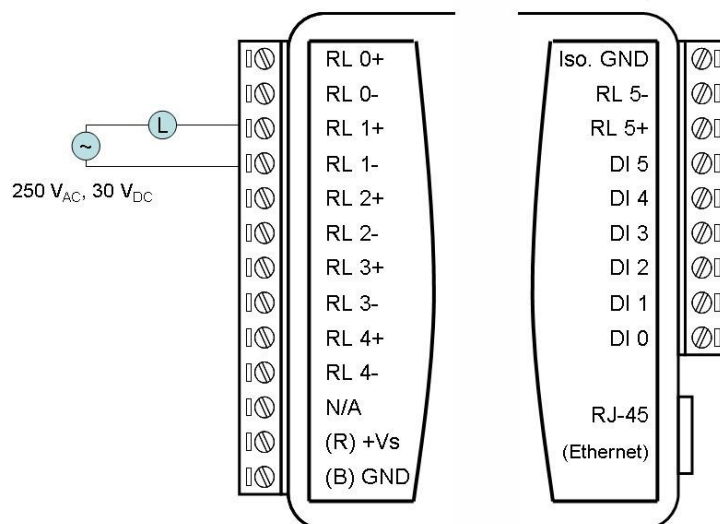 RL 0+
RL 0-
RL 1+
RL 1-
RL 2+
RL 2-
RL 3+
RL 3-
RL 4+
RL 4-
N/A
(R) +Vs
(B) GND
L
~
250 VAC, 30 VDC
Iso. GND
RL 5-
RL 5+
DI 5
DI 4
DI 3
DI 2
DI 1
DI 0
RJ-45
(Ethernet)